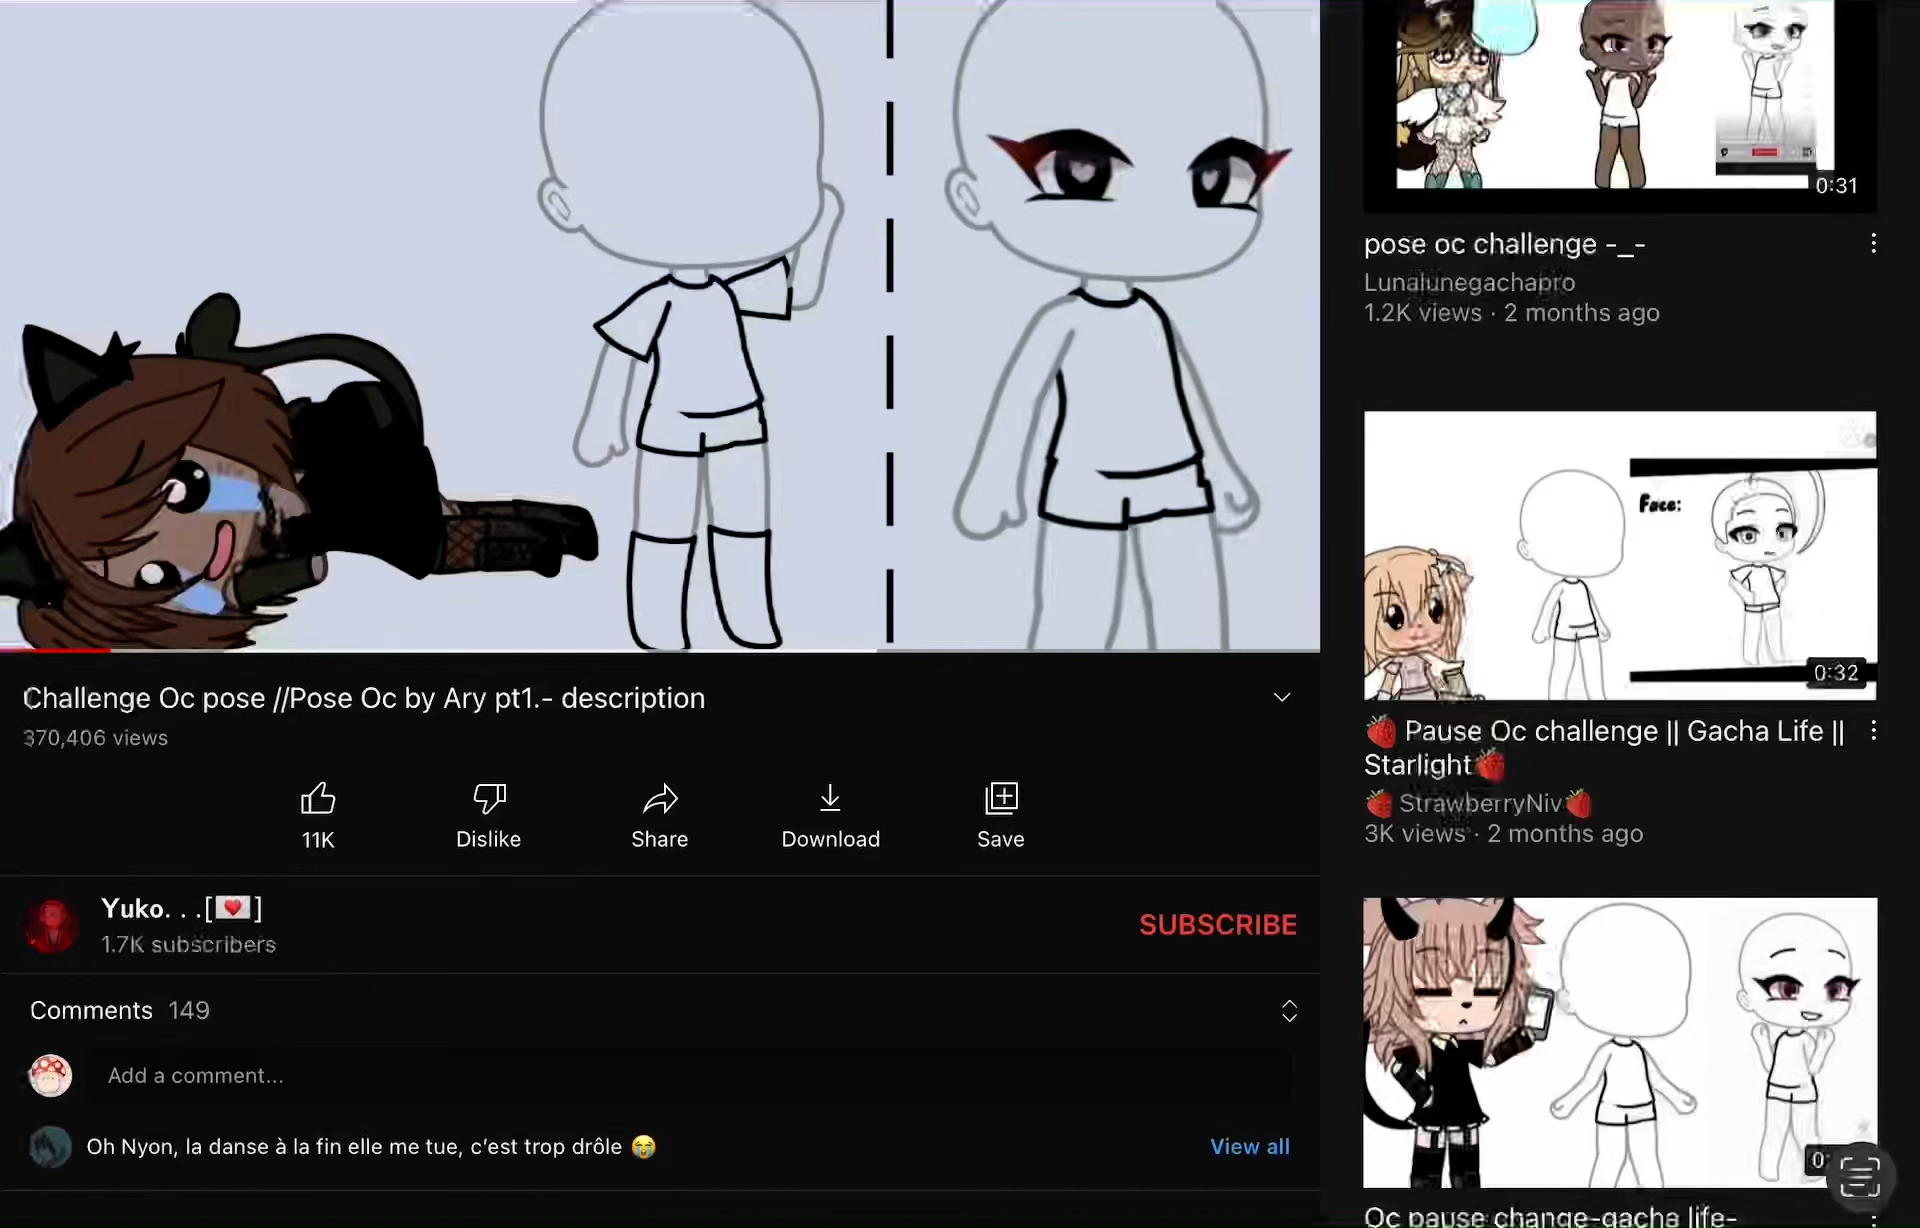 Challenge Oc pose //Pose Oc by Ary pt1.- description
370,406 views
11K
Dislike
Share
Download
Save
Yuko. . .[💌]
1.7K subscribers
SUBSCRIBE
Comments 149
Add a comment...
Oh Nyon, la danse à la fin elle me tue, c’est trop drôle 😭
View all
0:31
pose oc challenge -_-
Lunalunegachapro
1.2K views · 2 months ago
Face:
0:32
🍓 Pause Oc challenge || Gacha Life ||
Starlight🍓
🍓 StrawberryNiv🍓
3K views · 2 months ago
Oc pause change-gacha life-